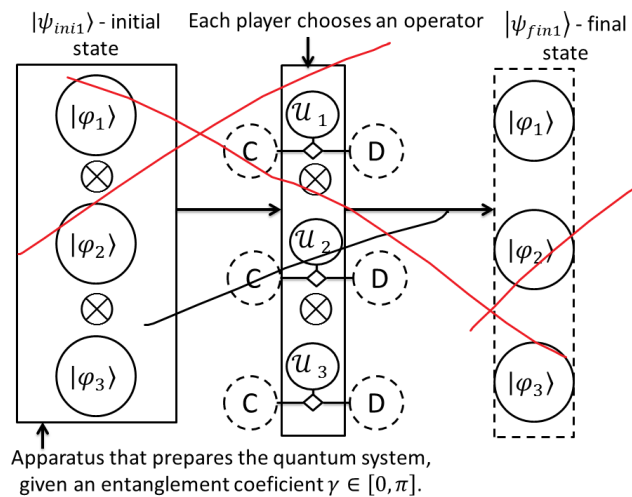 |ψini1⟩ - initial state
Each player chooses an operator
|ψfin1⟩ - final state
|φ1⟩
|φ2⟩
|φ3⟩
𝒰1
C
D
𝒰2
C
D
𝒰3
C
D
|φ1⟩
|φ2⟩
|φ3⟩
Apparatus that prepares the quantum system,
given an entanglement coeficient γ ∈ [0, π].